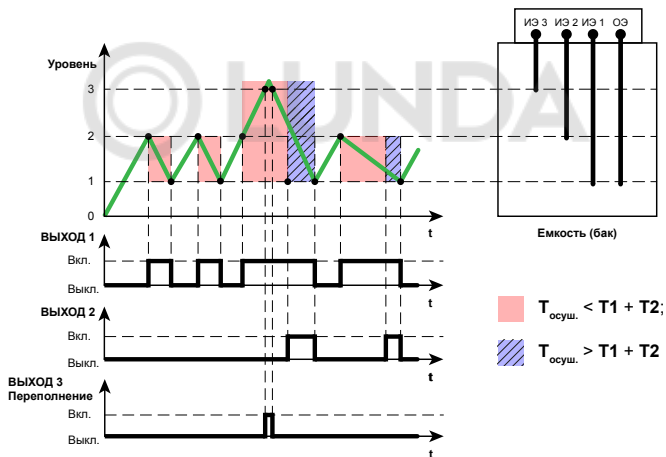 LUNDA
Уровень
3
2
1
0
t
ИЭ 3 ИЭ 2 ИЭ 1 ОЭ
Емкость (бак)
ВЫХОД 1
Вкл.
Выкл.
t
ВЫХОД 2
Вкл.
Выкл.
t
ВЫХОД 3
Переполнение
Вкл.
Выкл.
t
Tосуш. < T1 + T2;
Tосуш. > T1 + T2